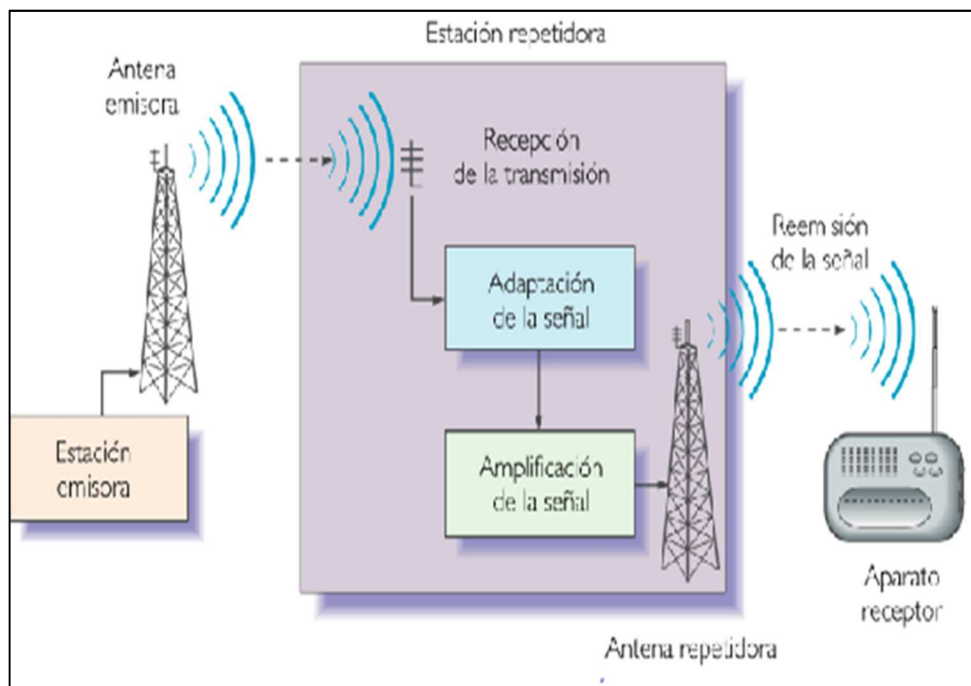 Estación repetidora
Antena
emisora
Recepción
de la transmisión
Reemisión
de la señal
Adaptación
de la señal
Estación
emisora
Amplificación
de la señal
Aparato
receptor
Antena repetidora